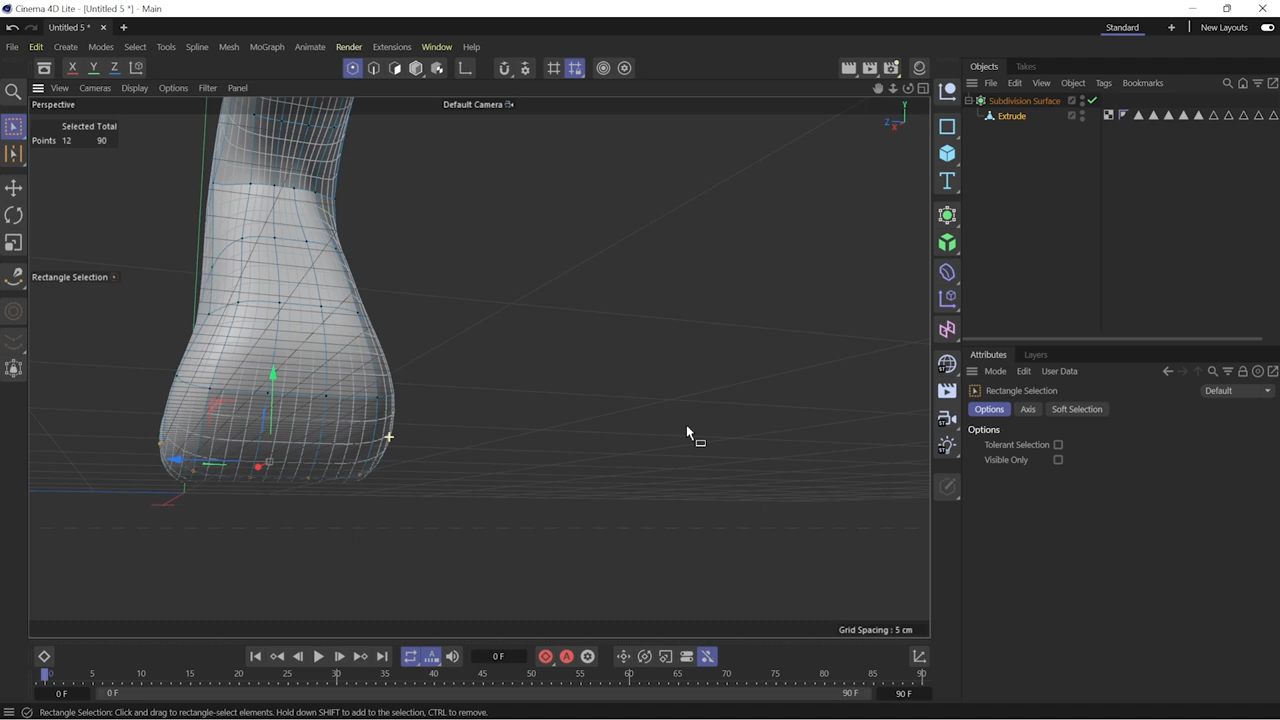 Cinema 4D Lite - [Untitled 5 *] - Main
Untitled 5 *
Standard
New Layouts
File Edit Create Modes Select Tools Spline Mesh MoGraph Animate Render Extensions Window Help
X Y Z
Objects Takes
View Cameras Display Options Filter Panel
File Edit View Object Tags Bookmarks
Perspective
Default Camera
Subdivision Surface
Extrude
Y
Z
X
Selected Total
Points 12 90
Rectangle Selection
T
ST
ST
ST
Attributes Layers
Mode Edit User Data
Rectangle Selection
Default
Options Axis Soft Selection
Options
Tolerant Selection
Visible Only
Grid Spacing : 5 cm
0 F
0 5 10 15 20 25 30 35 40 45 50 55 60 65 70 75 80 85 90
0 F
0 F
90 F
90 F
Rectangle Selection: Click and drag to rectangle-select elements. Hold down SHIFT to add to the selection, CTRL to remove.